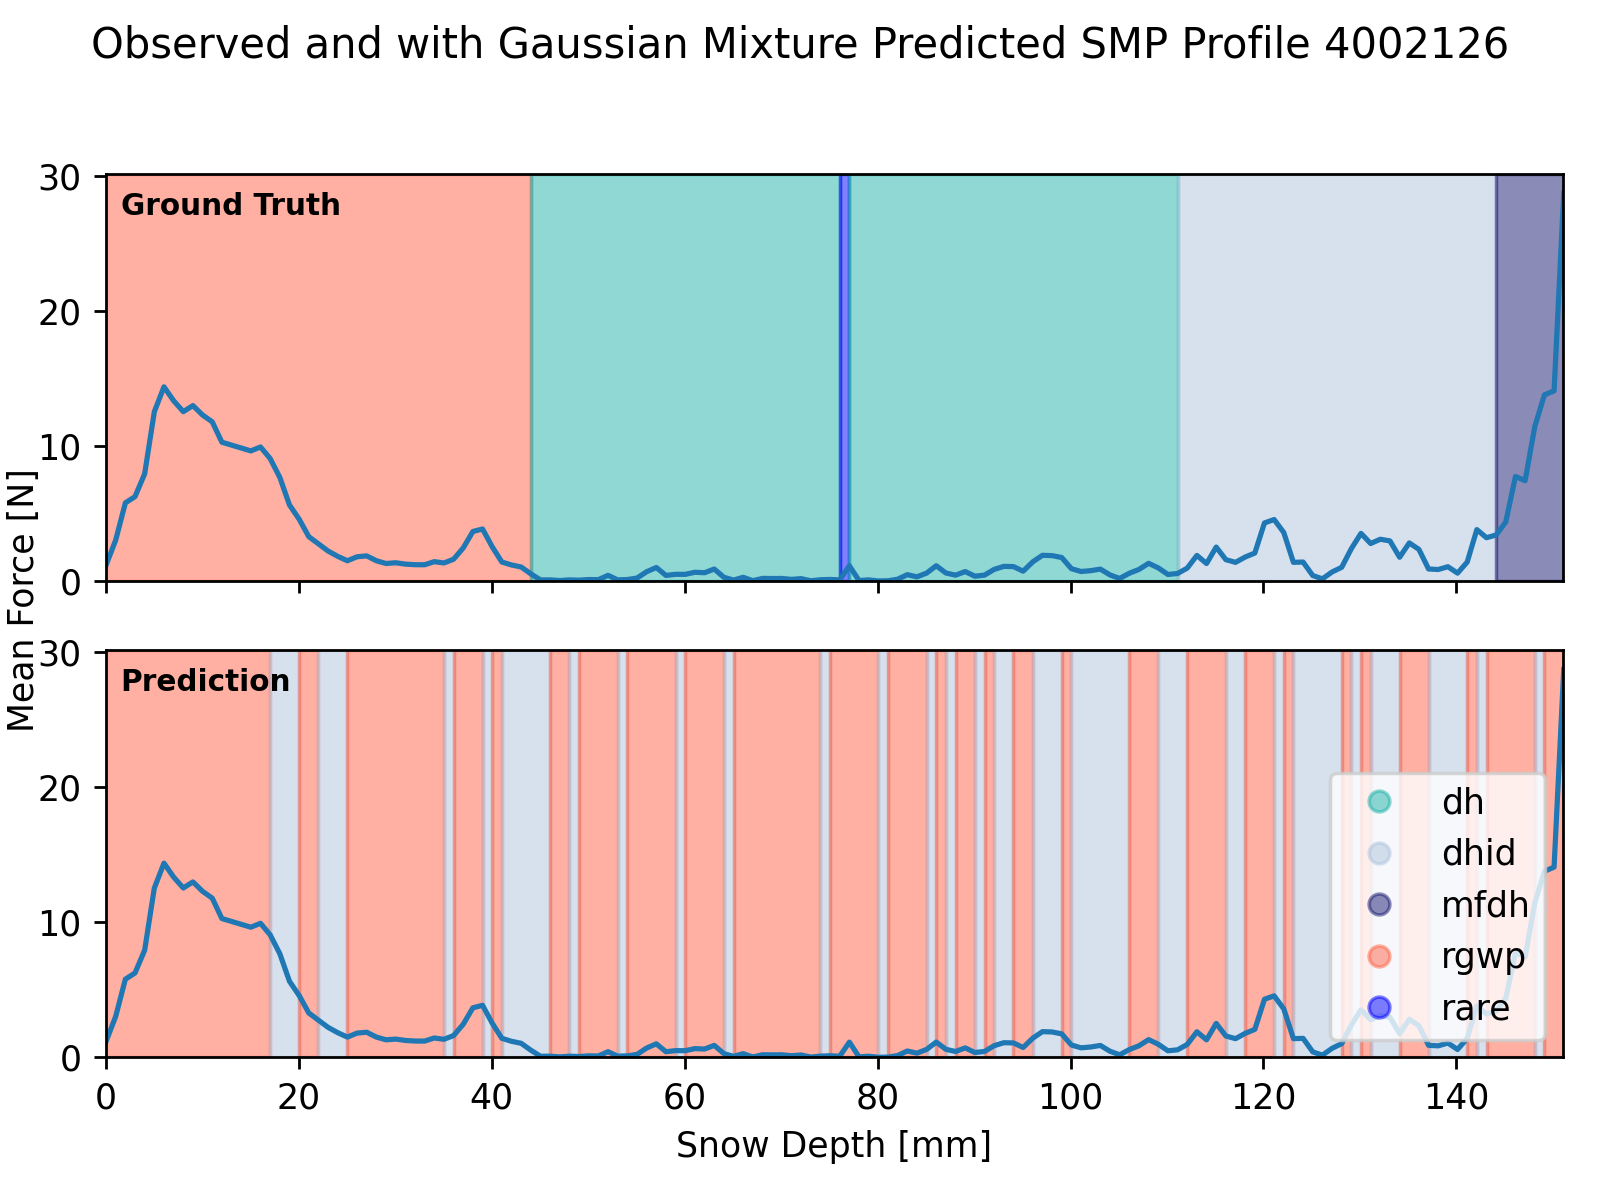 Observed and with Gaussian Mixture Predicted SMP Profile 4002126
Mean Force [N]
30
20
10
0
Ground Truth
30
20
10
0
Prediction
dh
dhid
mfdh
rgwp
rare
0 20 40 60 80 100 120 140
Snow Depth [mm]